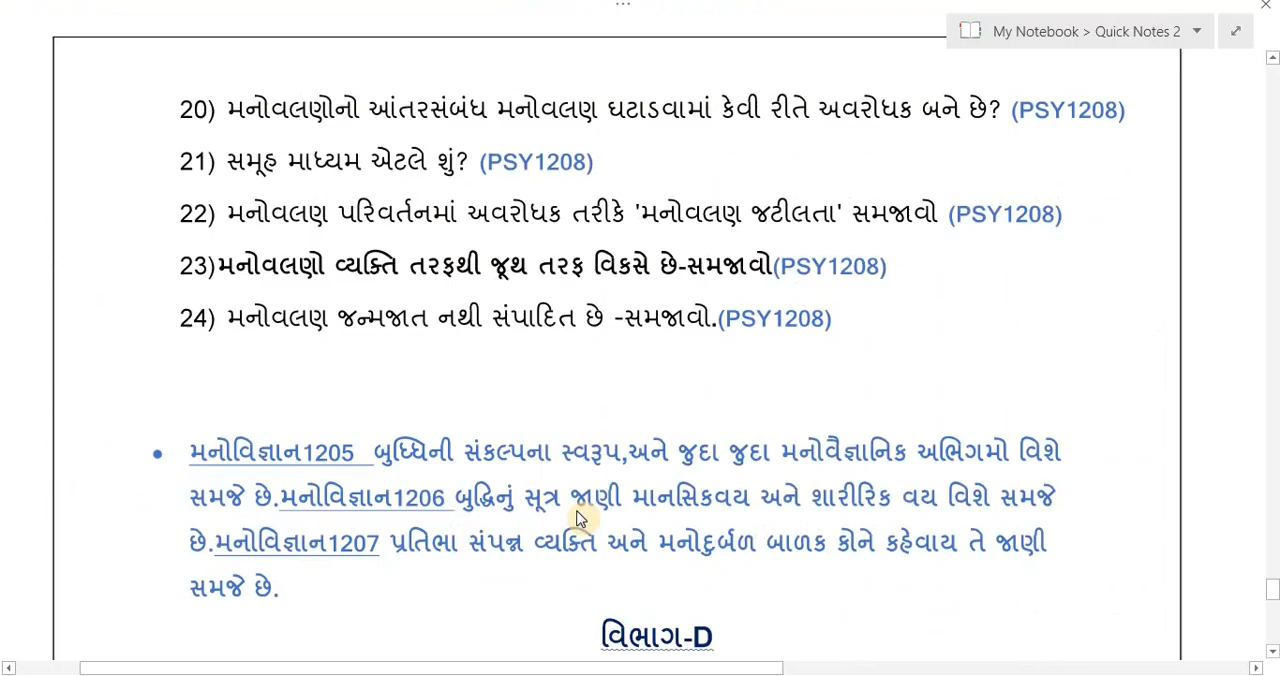 ...
My Notebook > Quick Notes 2
20) મનોવલણોનો આંતરસંબંધ મનોવલણ ઘટાડવામાં કેવી રીતે અવરોધક બને છે? (PSY1208)
21) સમૂહ માધ્યમ એટલે શું? (PSY1208)
22) મનોવલણ પરિવર્તનમાં અવરોધક તરીકે 'મનોવલણ જટીલતા' સમજાવો (PSY1208)
23)મનોવલણો વ્યક્તિ તરફથી જૂથ તરફ વિકસે છે-સમજાવો(PSY1208)
24) મનોવલણ જન્મજાત નથી સંપાદિત છે -સમજાવો.(PSY1208)
• મનોવિજ્ઞાન1205 બુધ્ધિની સંકલ્પના સ્વરૂપ,અને જુદા જુદા મનોવૈજ્ઞાનિક અભિગમો વિશે
સમજે છે.મનોવિજ્ઞાન1206 બુદ્ધિનું સૂત્ર જાણી માનસિકવય અને શારીરિક વય વિશે સમજે
છે.મનોવિજ્ઞાન1207 પ્રતિભા સંપન્ન વ્યક્તિ અને મનોદુર્બળ બાળક કોને કહેવાય તે જાણી
સમજે છે.
વિભાગ-D